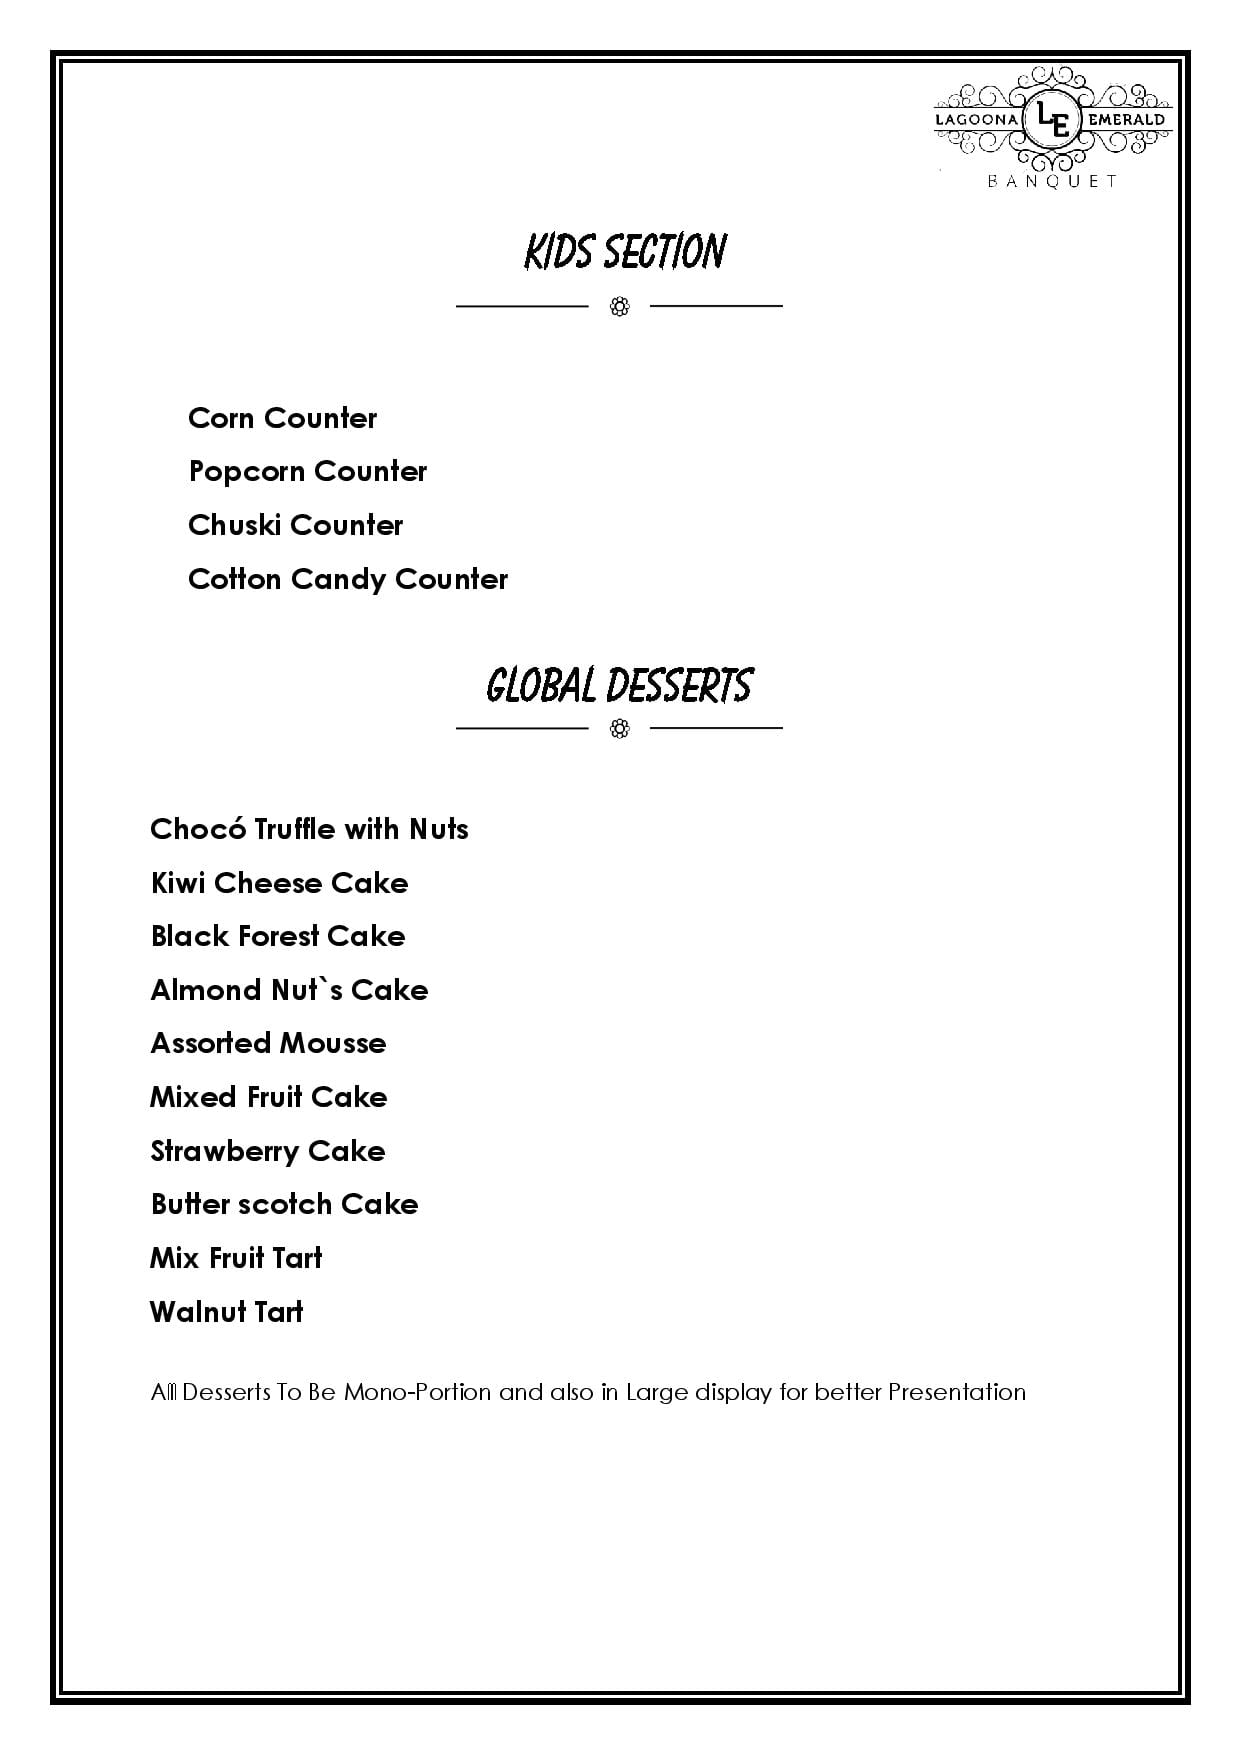 LAGOONA LE EMERALD
BANQUET
KIDS SECTION
Corn Counter
Popcorn Counter
Chuski Counter
Cotton Candy Counter
GLOBAL DESSERTS
Chocó Truffle with Nuts
Kiwi Cheese Cake
Black Forest Cake
Almond Nut`s Cake
Assorted Mousse
Mixed Fruit Cake
Strawberry Cake
Butter scotch Cake
Mix Fruit Tart
Walnut Tart
All Desserts To Be Mono-Portion and also in Large display for better Presentation